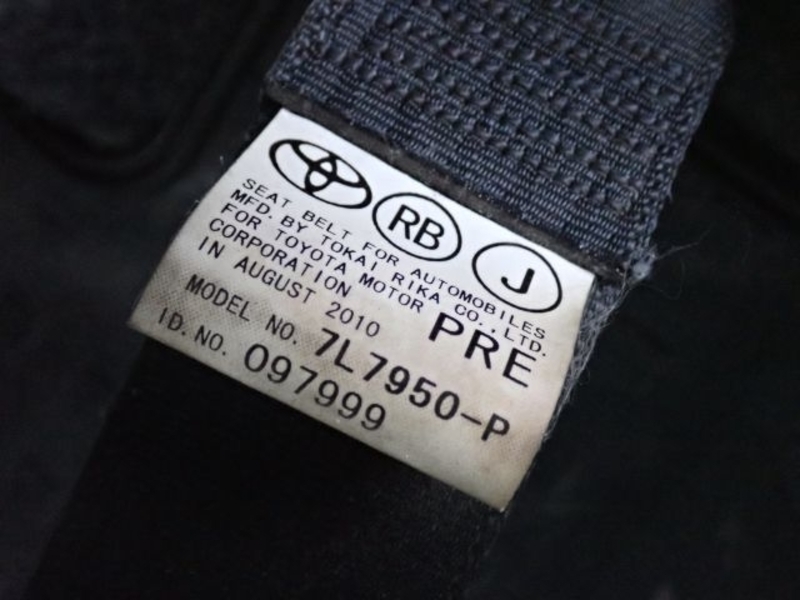 RB J
SEAT BELT FOR AUTOMOBILES
MFD. BY TOKAI RIKA CO., LTD.
FOR TOYOTA MOTOR
CORPORATION
IN AUGUST 2010 PRE
MODEL NO. 7L7950-P
ID. NO. 097999